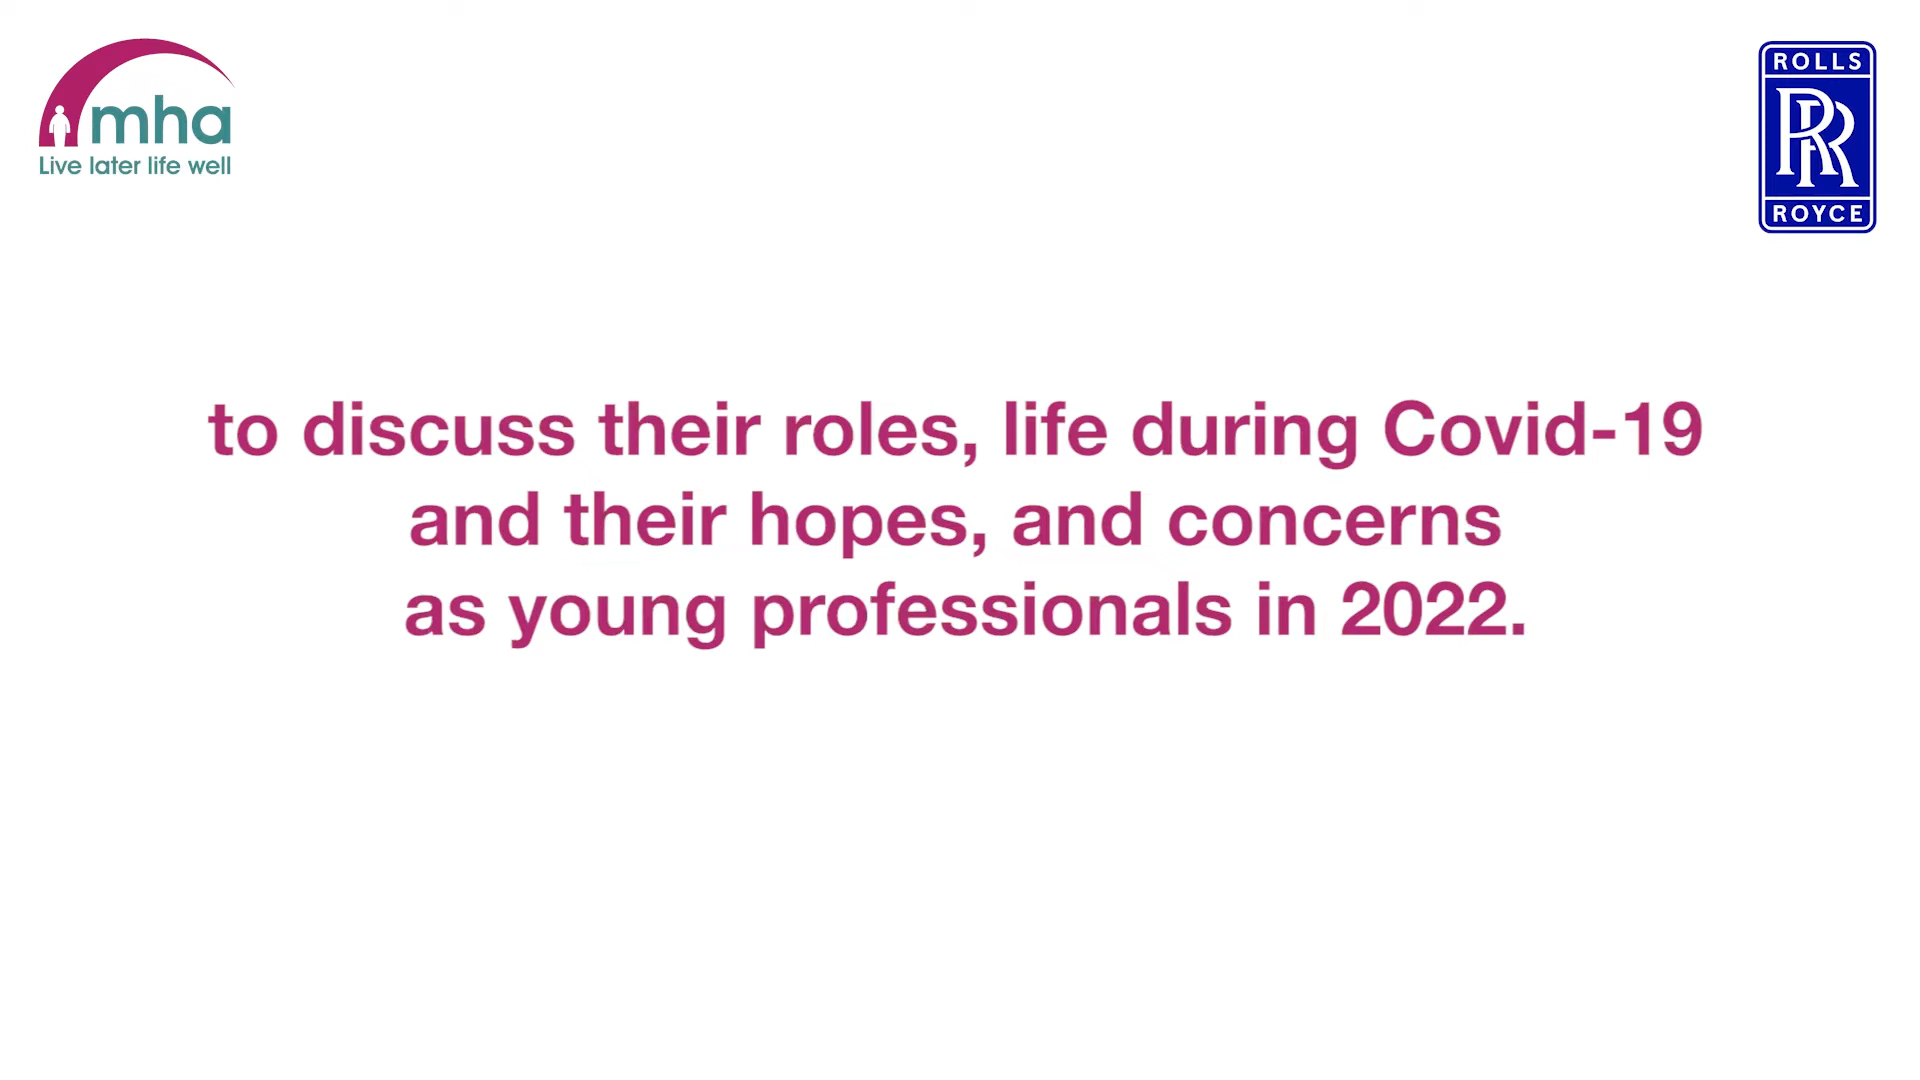 mha
Live later life well
ROLLS
RR
ROYCE
to discuss their roles, life during Covid-19
and their hopes, and concerns
as young professionals in 2022.